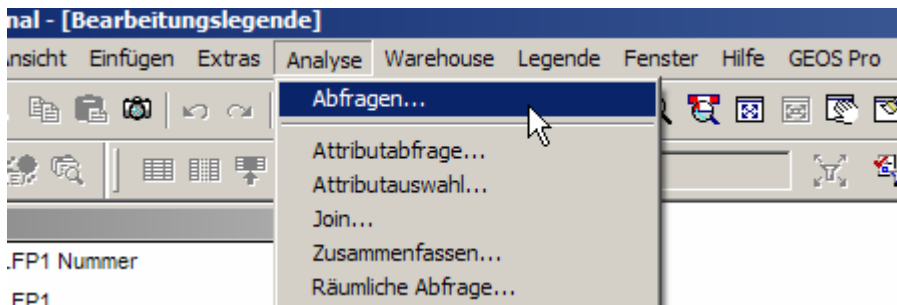 nal - [Bearbeitungslegende]
nsicht Einfügen Extras Analyse Warehouse Legende Fenster Hilfe GEOS Pro
Abfragen...
Attributabfrage...
Attributauswahl...
Join...
Zusammenfassen...
.FP1 Nummer
Räumliche Abfrage...
FP1